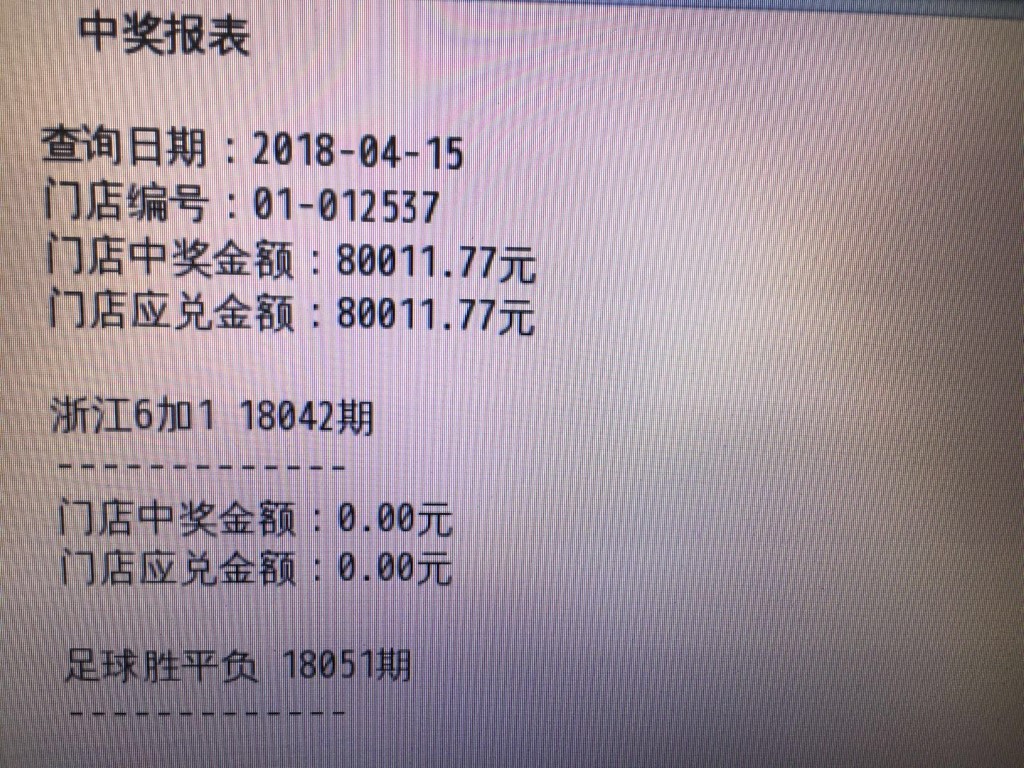 中奖报表
查询日期：2018-04-15
门店编号：01-012537
门店中奖金额：80011.77元
门店应兑金额：80011.77元
浙江6加1 18042期
-------------
门店中奖金额：0.00元
门店应兑金额：0.00元
足球胜平负 18051期
-------------